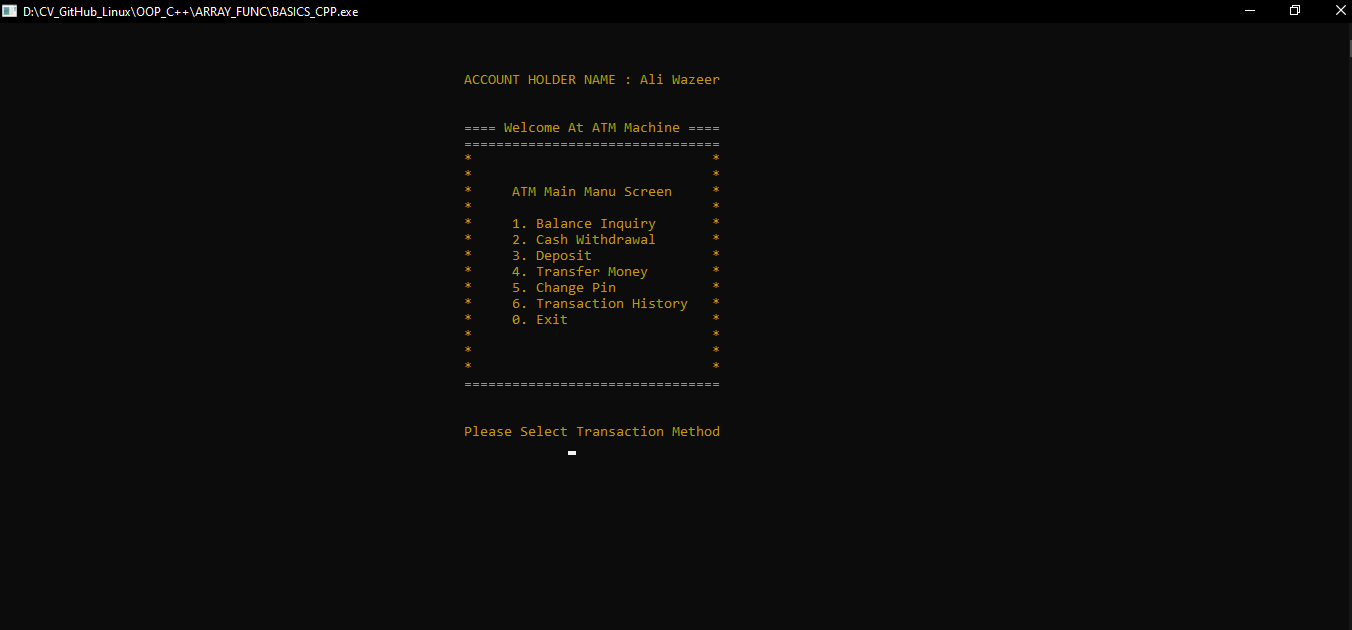 D:\CV_GitHub_Linux\OOP_C++\ARRAY_FUNC\BASICS_CPP.exe
ACCOUNT HOLDER NAME : Ali Wazeer
==== Welcome At ATM Machine ====
================================
* *
* *
* ATM Main Manu Screen *
* *
* 1. Balance Inquiry *
* 2. Cash Withdrawal *
* 3. Deposit *
* 4. Transfer Money *
* 5. Change Pin *
* 6. Transaction History *
* 0. Exit *
* *
* *
* *
================================
Please Select Transaction Method